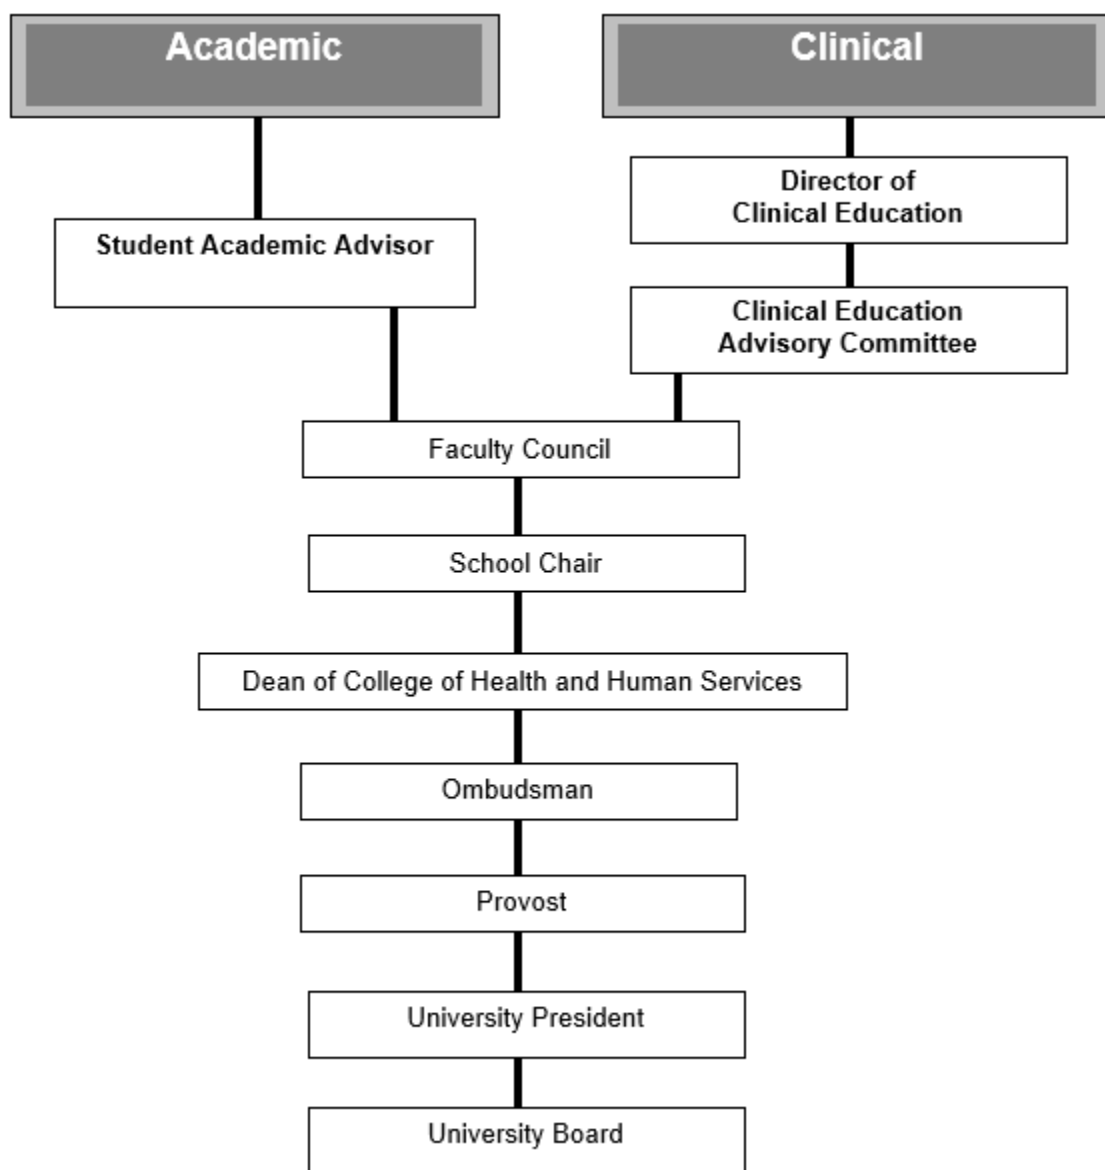 Academic
Clinical
Director of
Clinical Education
Student Academic Advisor
Clinical Education
Advisory Committee
Faculty Council
School Chair
Dean of College of Health and Human Services
Ombudsman
Provost
University President
University Board